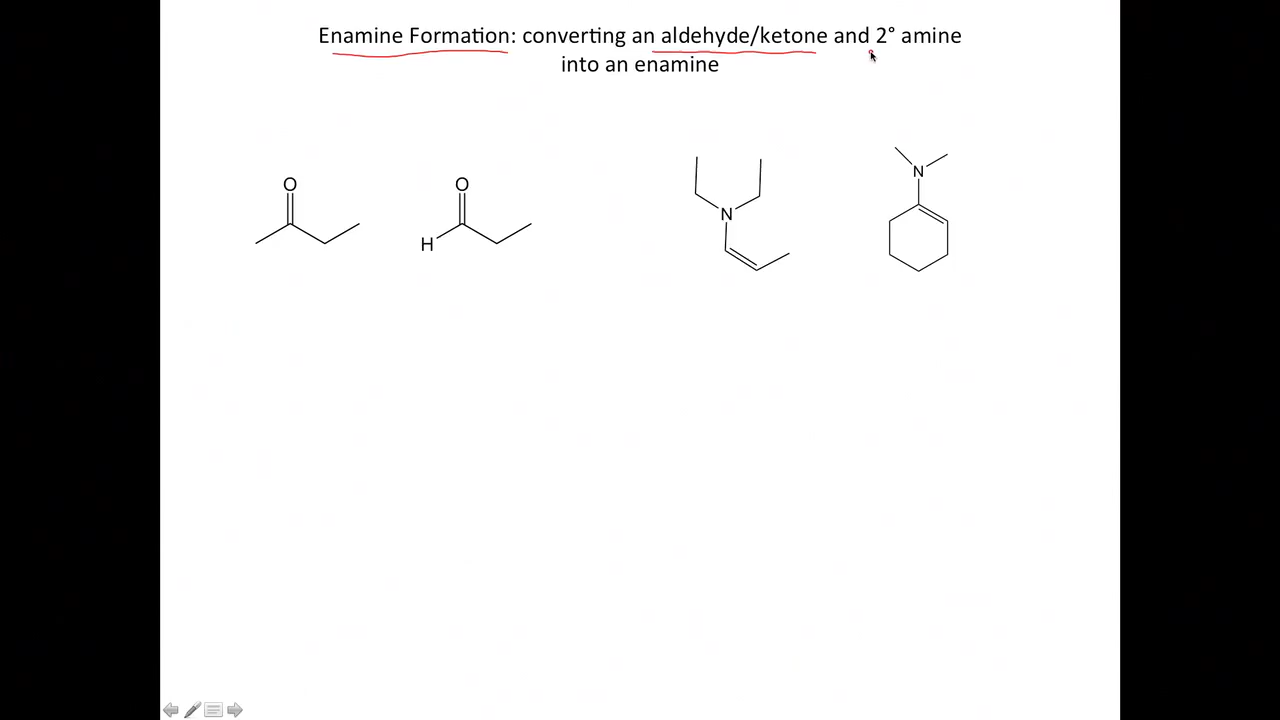 Enamine Formation: converting an aldehyde/ketone and 2° amine
into an enamine
O
O
H
N
N